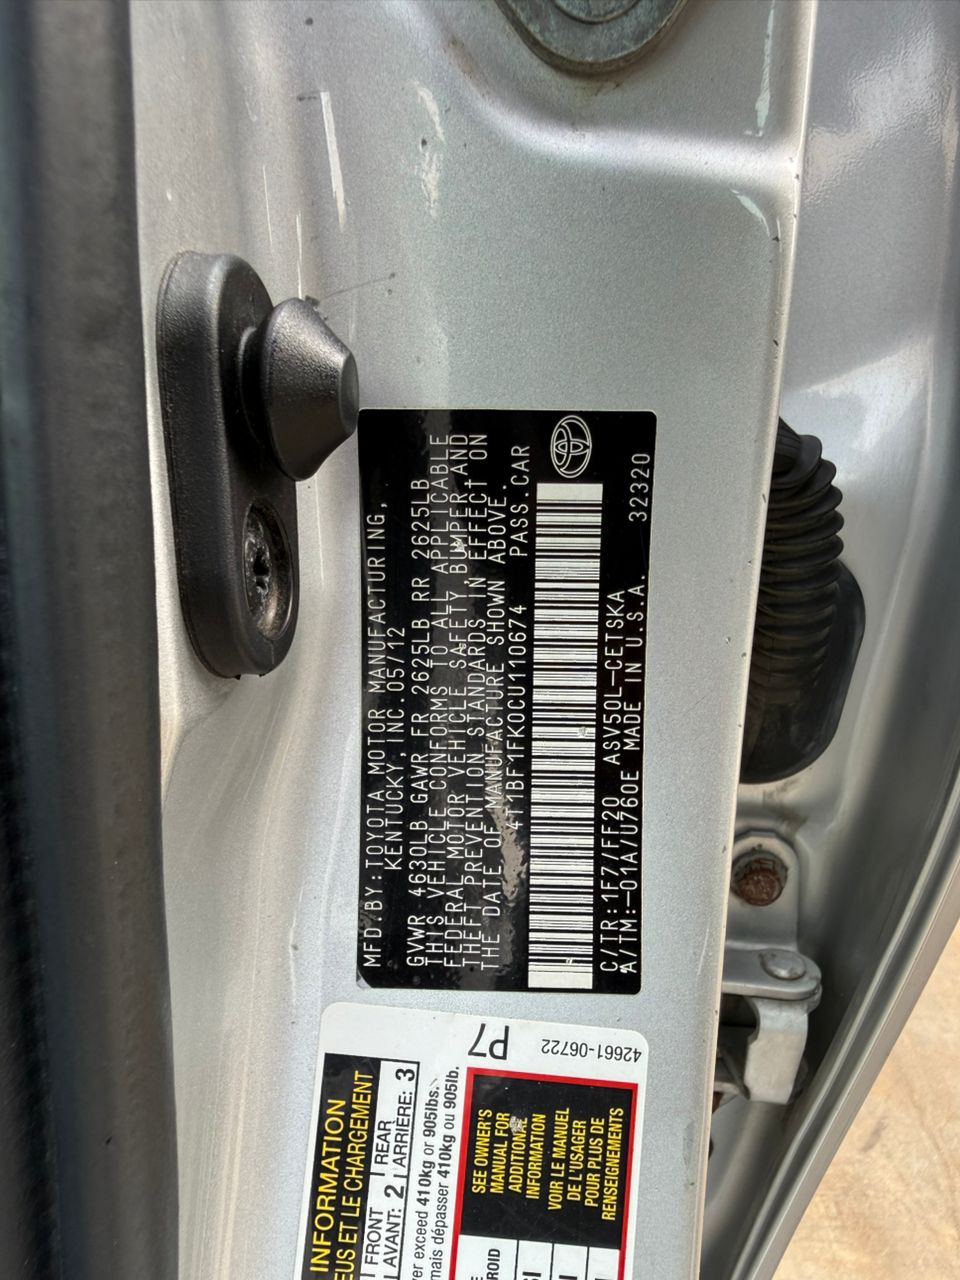 MFD.BY:TOYOTA MOTOR MANUFACTURING,
KENTUCKY,INC.05/12
GVWR 4630LB GAWR FR 2625LB RR 2625LB
THIS VEHICLE CONFORMS TO ALL APPLICABLE
FEDERAL MOTOR VEHICLE SAFETY,BUMPER AND
THEFT PREVENTION STANDARDS IN EFFECT ON
THE DATE OF MANUFACTURE SHOWN ABOVE.
4T1BF1FK0CU110674 PASS.CAR
C/TR:1F7/FF20 ASV50L-CETSKA
A/TM:-01A/U760E MADE IN U.S.A. 32320
P7
42661-06722
INFORMATION
ET LE CHARGEMENT
FRONT REAR
AVANT: 2 ARRIÈRE: 3
exceed 410kg or 905lbs.
mais dépasser 410kg ou 905lb.
SEE OWNER'S
MANUAL FOR
ADDITIONAL
INFORMATION
VOIR LE MANUEL
DE L'USAGER
POUR PLUS DE
RENSEIGNEMENTS